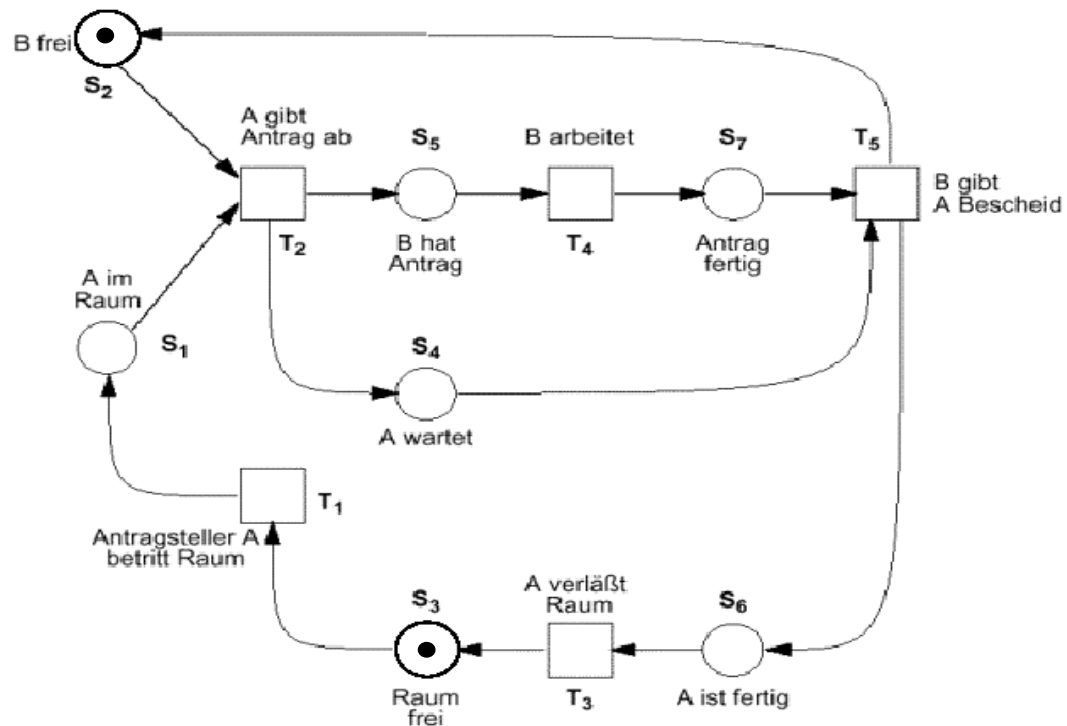 B frei
S2
A gibt
Antrag ab
S5
B arbeitet
S7
T5
B gibt
A Bescheid
T2
B hat
Antrag
T4
Antrag
fertig
A im
Raum
S1
S4
A wartet
T1
Antragsteller A
betritt Raum
S3
A verläßt
Raum
S6
Raum
frei
T3
A ist fertig